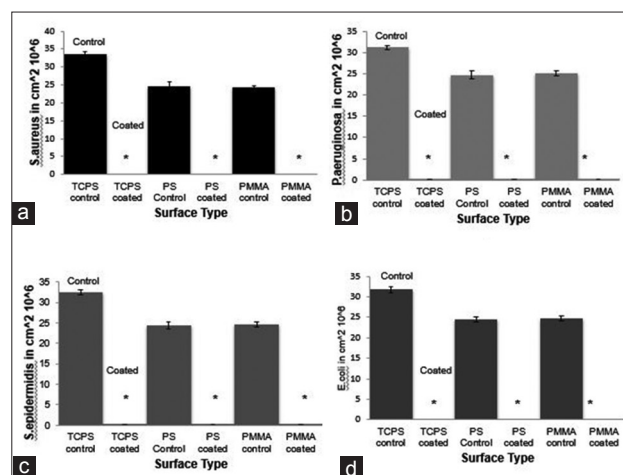 S.aureus in cm^2 10^6
40
35
30
25
20
15
10
5
0
Control
Coated
*
*
*
TCPS control
TCPS coated
PS Control
PS coated
PMMA control
PMMA coated
Surface Type
a
P.aeruginosa in cm^2 10^6
35
30
25
20
15
10
5
0
Control
Coated
*
*
*
TCPS control
TCPS coated
PS Control
PS coated
PMMA control
PMMA coated
Surface Type
b
S.epidermidis in cm^2 10^6
35
30
25
20
15
10
5
0
Control
Coated
*
*
*
TCPS control
TCPS coated
PS Control
PS coated
PMMA control
PMMA coated
Surface Type
c
E.coli in cm^2 10^6
35
30
25
20
15
10
5
0
Control
Coated
*
*
*
TCPS control
TCPS coated
PS Control
PS coated
PMMA control
PMMA coated
Surface Type
d